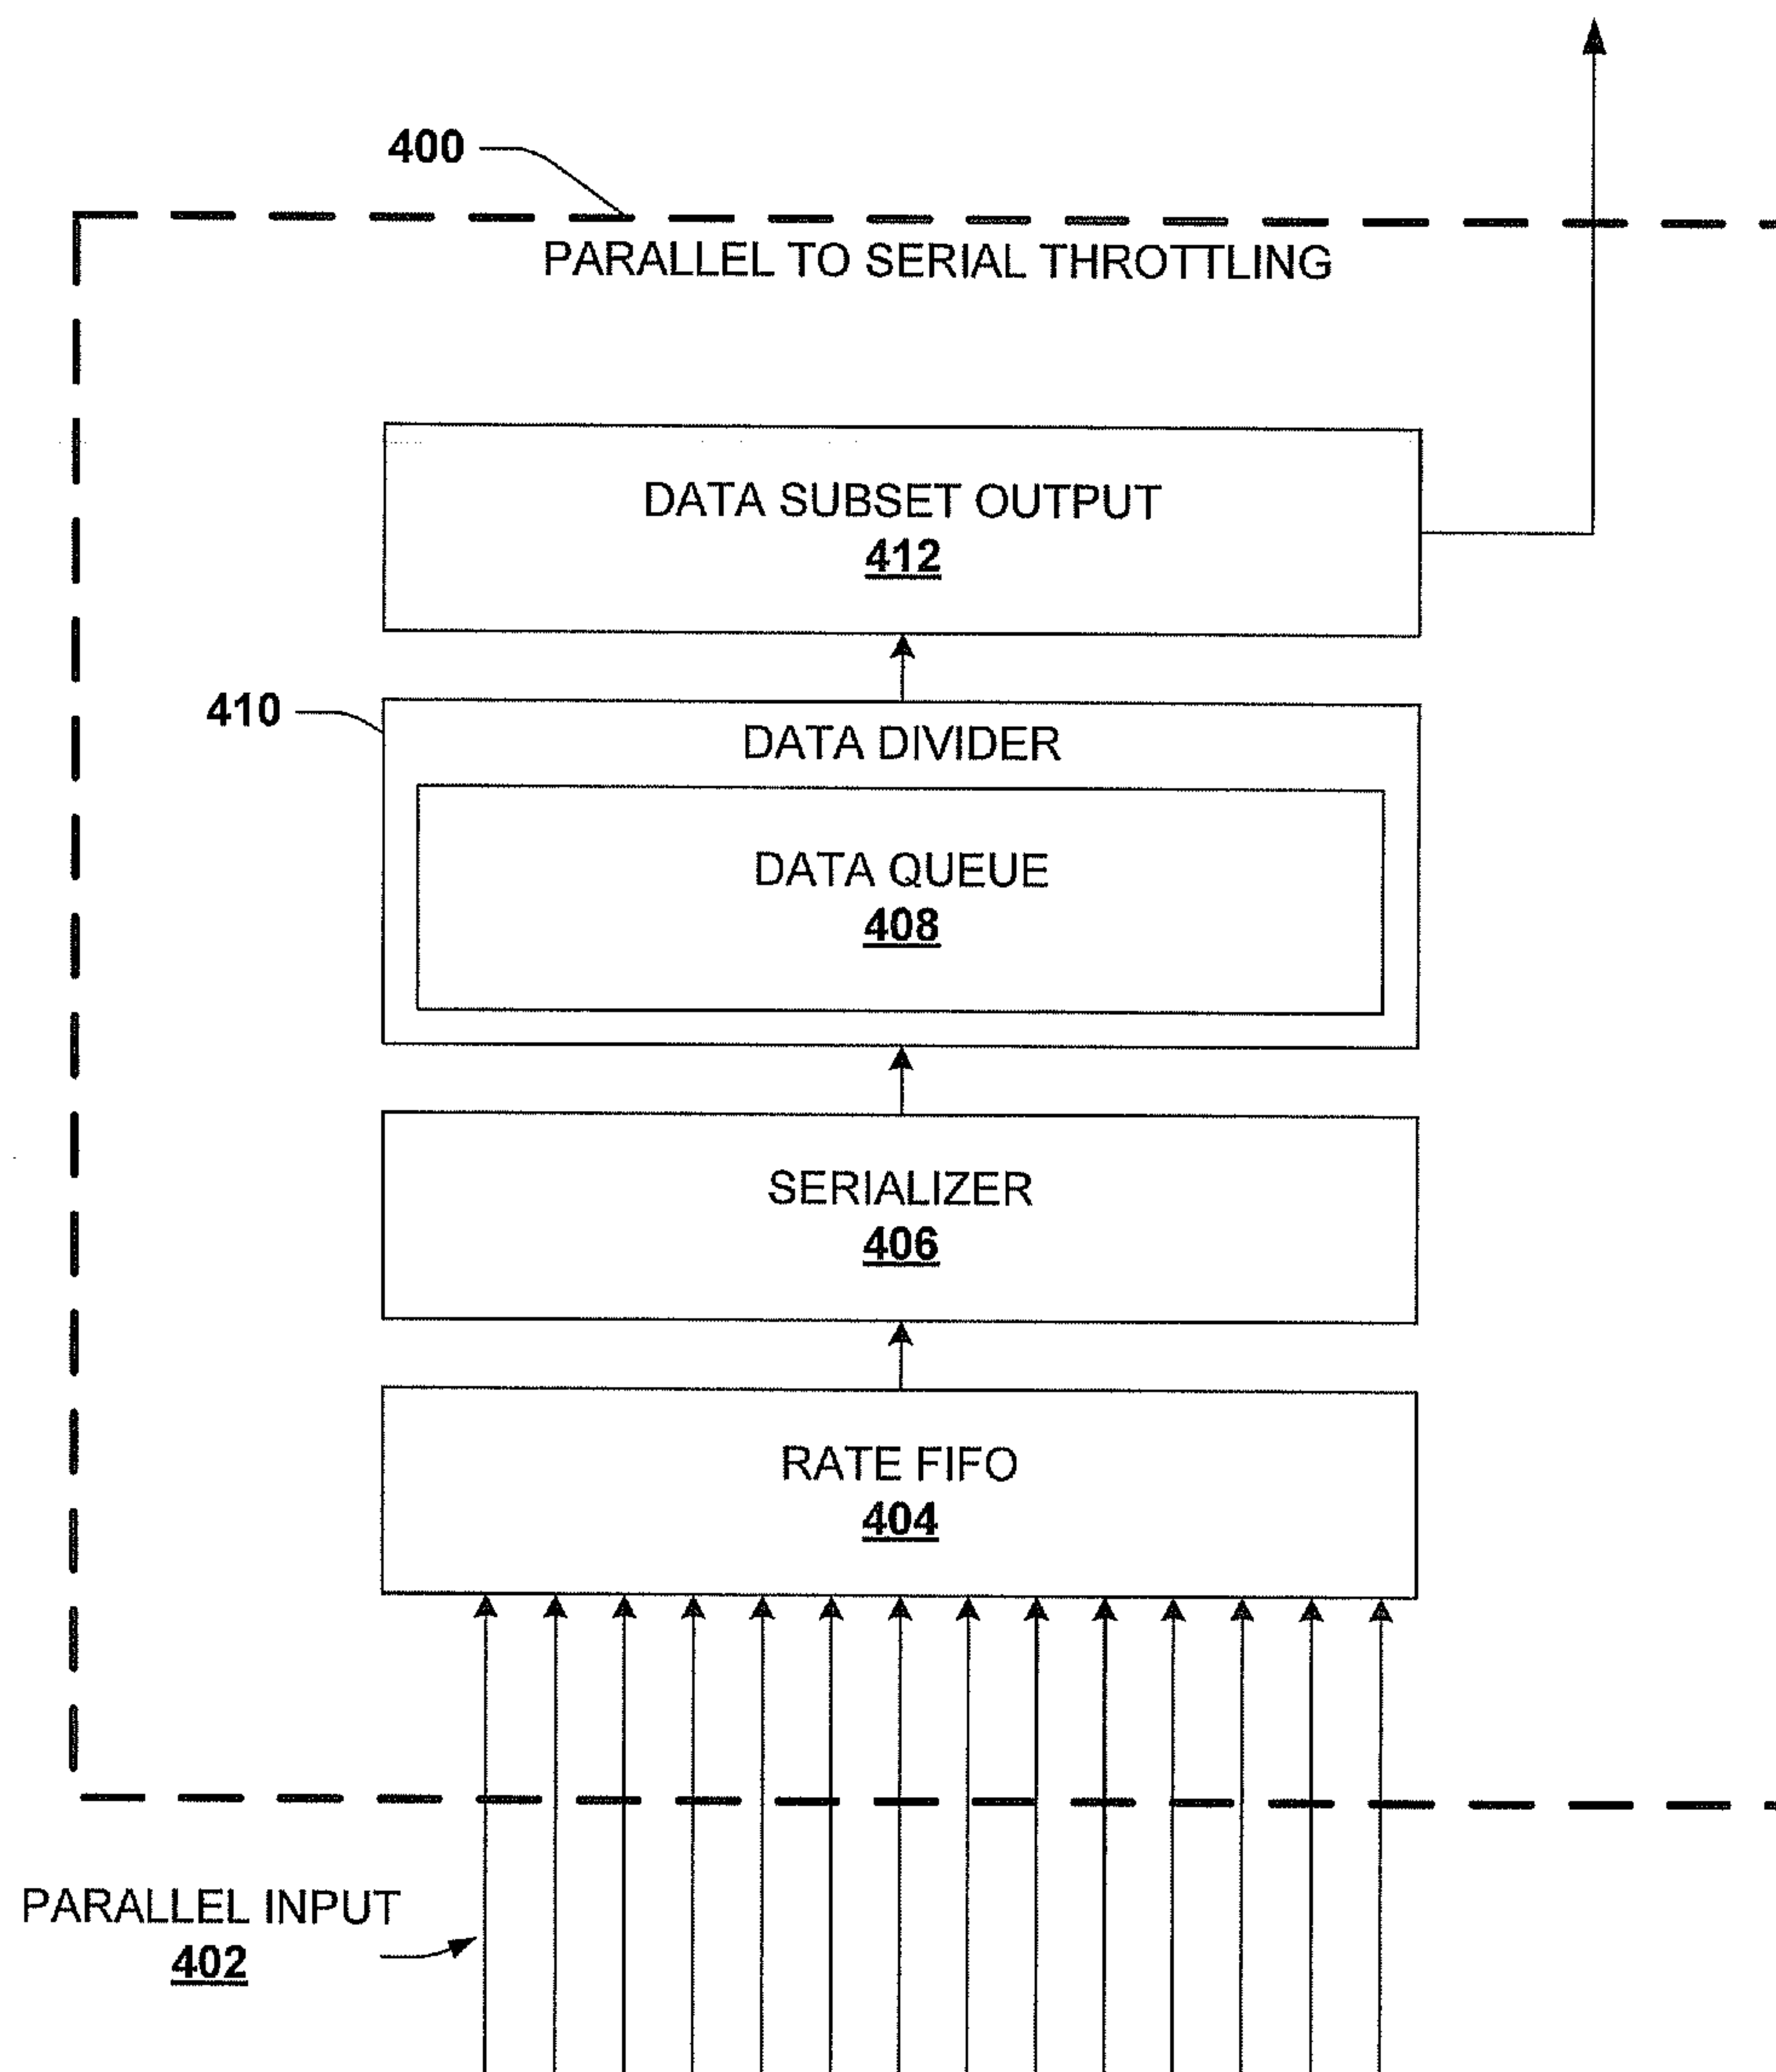 400
PARALLEL TO SERIAL THROTTLING
DATA SUBSET OUTPUT
412
410
DATA DIVIDER
DATA QUEUE
408
SERIALIZER
406
RATE FIFO
404
PARALLEL INPUT
402